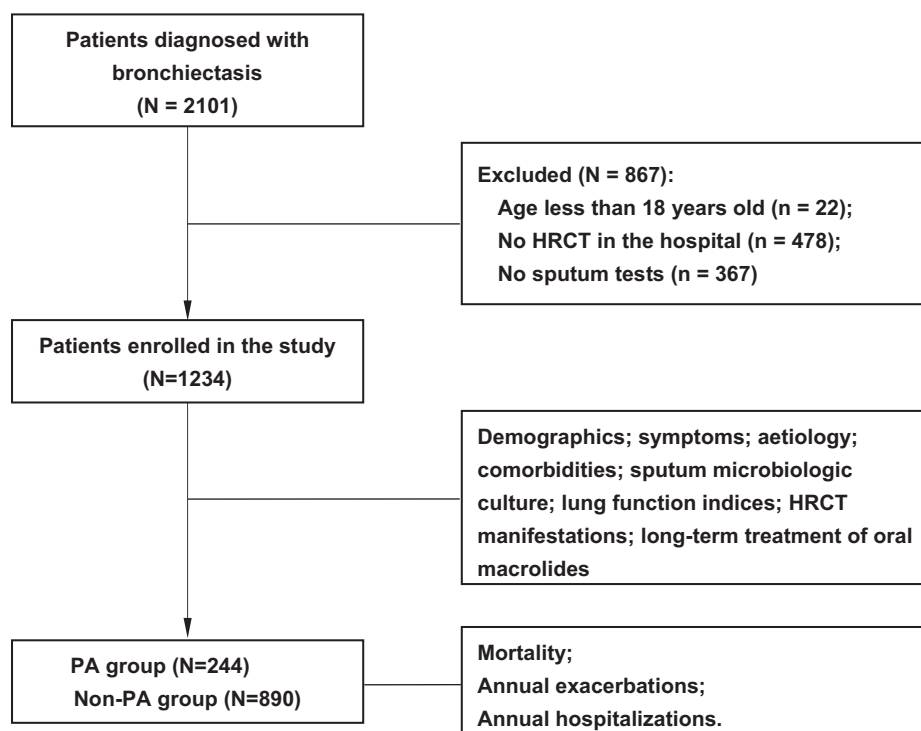 Patients diagnosed with
bronchiectasis
(N = 2101)
Excluded (N = 867):
Age less than 18 years old (n = 22);
No HRCT in the hospital (n = 478);
No sputum tests (n = 367)
Patients enrolled in the study
(N=1234)
Demographics; symptoms; aetiology;
comorbidities; sputum microbiologic
culture; lung function indices; HRCT
manifestations; long-term treatment of oral
macrolides
PA group (N=244)
Non-PA group (N=890)
Mortality;
Annual exacerbations;
Annual hospitalizations.